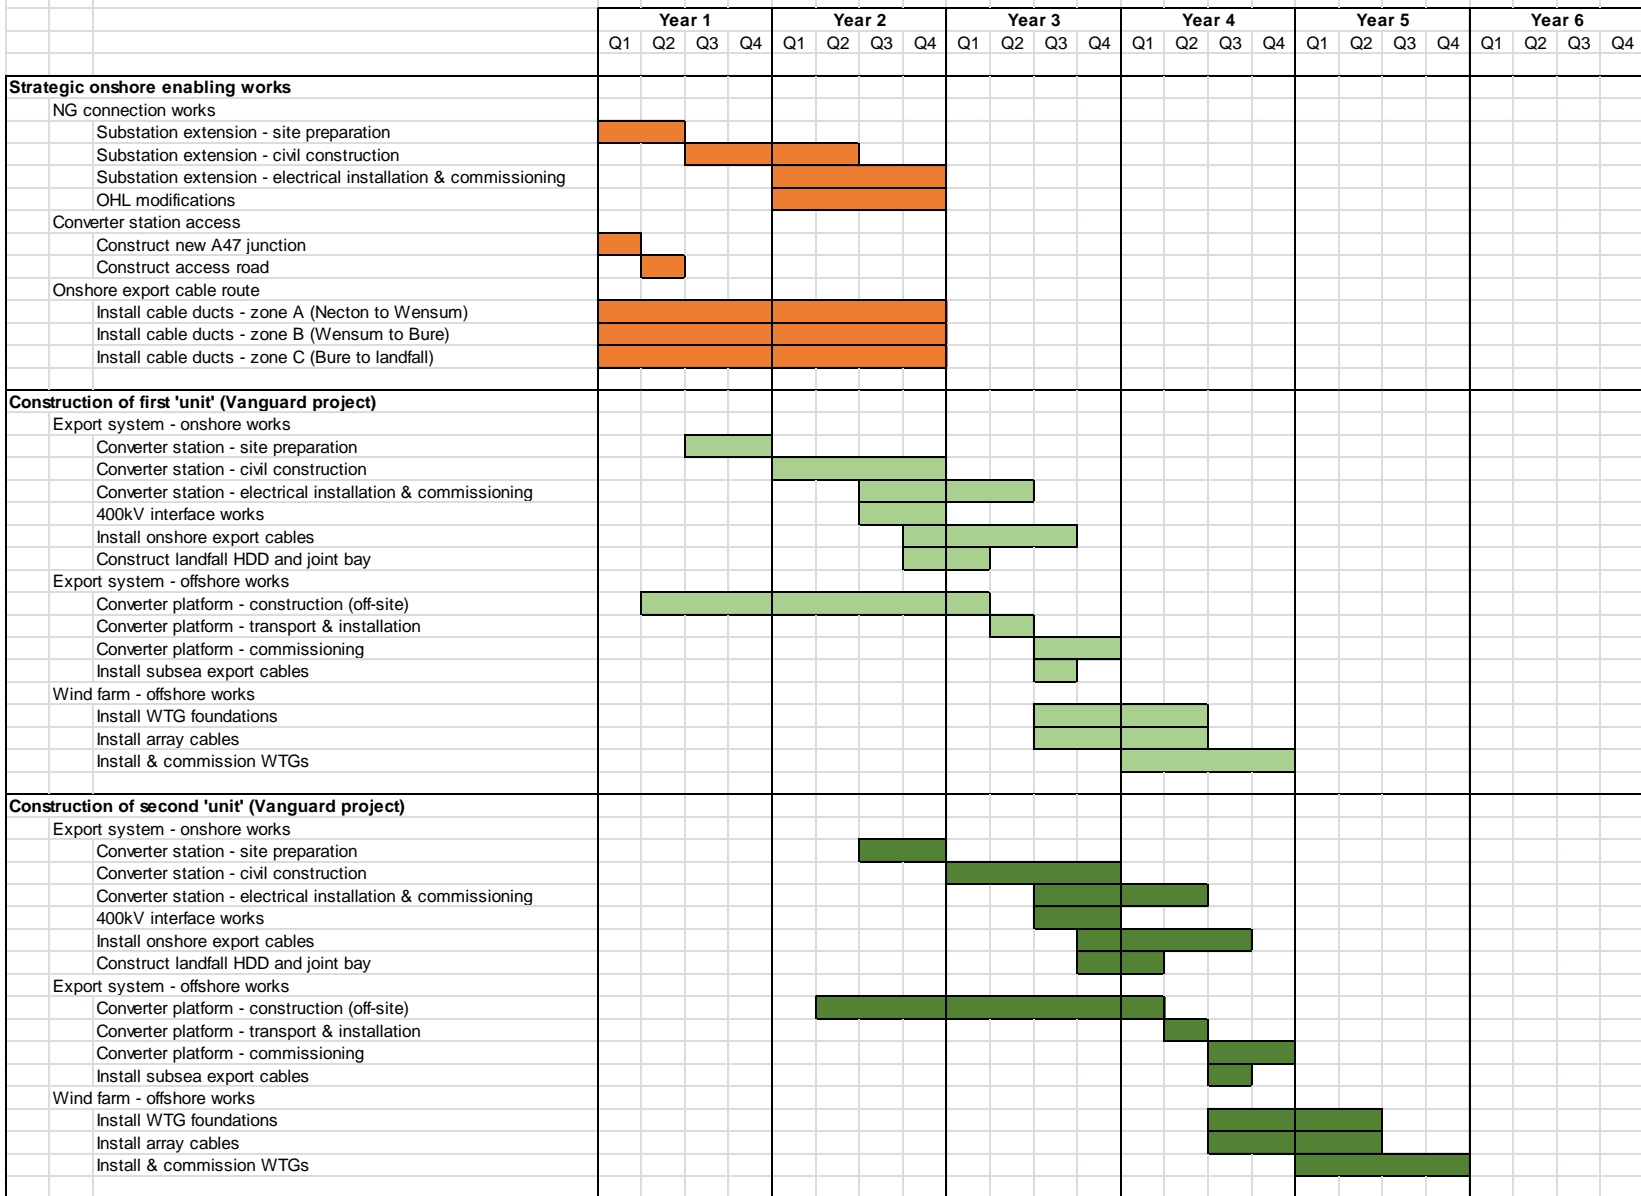 Year 1 Year 2 Year 3 Year 4 Year 5 Year 6
Q1 Q2 Q3 Q4 Q1 Q2 Q3 Q4 Q1 Q2 Q3 Q4 Q1 Q2 Q3 Q4 Q1 Q2 Q3 Q4 Q1 Q2 Q3 Q4
Strategic onshore enabling works
NG connection works
Substation extension - site preparation
Substation extension - civil construction
Substation extension - electrical installation & commissioning
OHL modifications
Converter station access
Construct new A47 junction
Construct access road
Onshore export cable route
Install cable ducts - zone A (Necton to Wensum)
Install cable ducts - zone B (Wensum to Bure)
Install cable ducts - zone C (Bure to landfall)
Construction of first 'unit' (Vanguard project)
Export system - onshore works
Converter station - site preparation
Converter station - civil construction
Converter station - electrical installation & commissioning
400kV interface works
Install onshore export cables
Construct landfall HDD and joint bay
Export system - offshore works
Converter platform - construction (off-site)
Converter platform - transport & installation
Converter platform - commissioning
Install subsea export cables
Wind farm - offshore works
Install WTG foundations
Install array cables
Install & commission WTGs
Construction of second 'unit' (Vanguard project)
Export system - onshore works
Converter station - site preparation
Converter station - civil construction
Converter station - electrical installation & commissioning
400kV interface works
Install onshore export cables
Construct landfall HDD and joint bay
Export system - offshore works
Converter platform - construction (off-site)
Converter platform - transport & installation
Converter platform - commissioning
Install subsea export cables
Wind farm - offshore works
Install WTG foundations
Install array cables
Install & commission WTGs